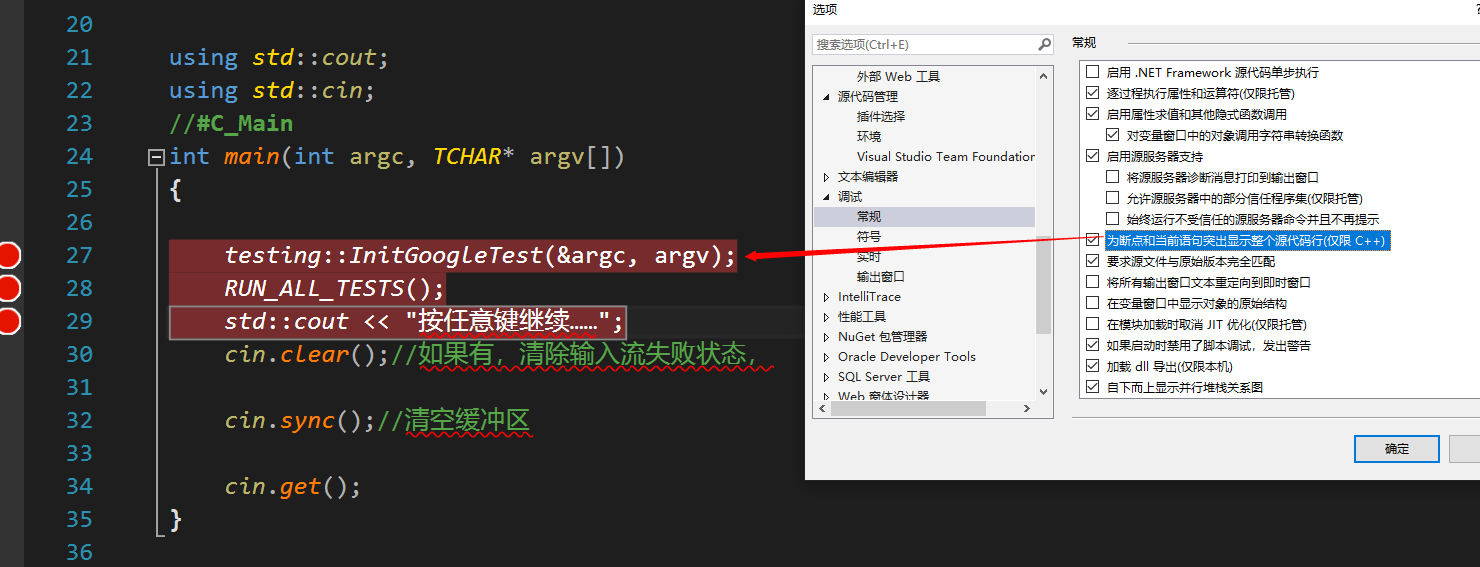 20
21 using std::cout;
22 using std::cin;
23 //#C_Main
24 int main(int argc, TCHAR* argv[])
25 {
26
27 testing::InitGoogleTest(&argc, argv);
28 RUN_ALL_TESTS();
29 std::cout << "按任意键继续……";
30 cin.clear();//如果有，清除输入流失败状态，
31
32 cin.sync();//清空缓冲区
33
34 cin.get();
35 }
36
选项
搜索选项(Ctrl+E)
外部 Web 工具
源代码管理
插件选择
环境
Visual Studio Team Foundation
文本编辑器
调试
常规
符号
实时
输出窗口
IntelliTrace
性能工具
NuGet 包管理器
Oracle Developer Tools
SQL Server 工具
Web 窗体设计器
常规
启用 .NET Framework 源代码单步执行
逐过程执行属性和运算符(仅限托管)
启用属性求值和其他隐式函数调用
对变量窗口中的对象调用字符串转换函数
启用源服务器支持
将源服务器诊断消息打印到输出窗口
允许源服务器中的部分信任程序集(仅限托管)
始终运行不受信任的源服务器命令并且不再提示
为断点和当前语句突出显示整个源代码行(仅限 C++)
要求源文件与原始版本完全匹配
将所有输出窗口文本重定向到即时窗口
在变量窗口中显示对象的原始结构
在模块加载时取消 JIT 优化(仅限托管)
如果启动时禁用了脚本调试，发出警告
加载 dll 导出(仅限本机)
自下而上显示并行堆栈关系图
确定